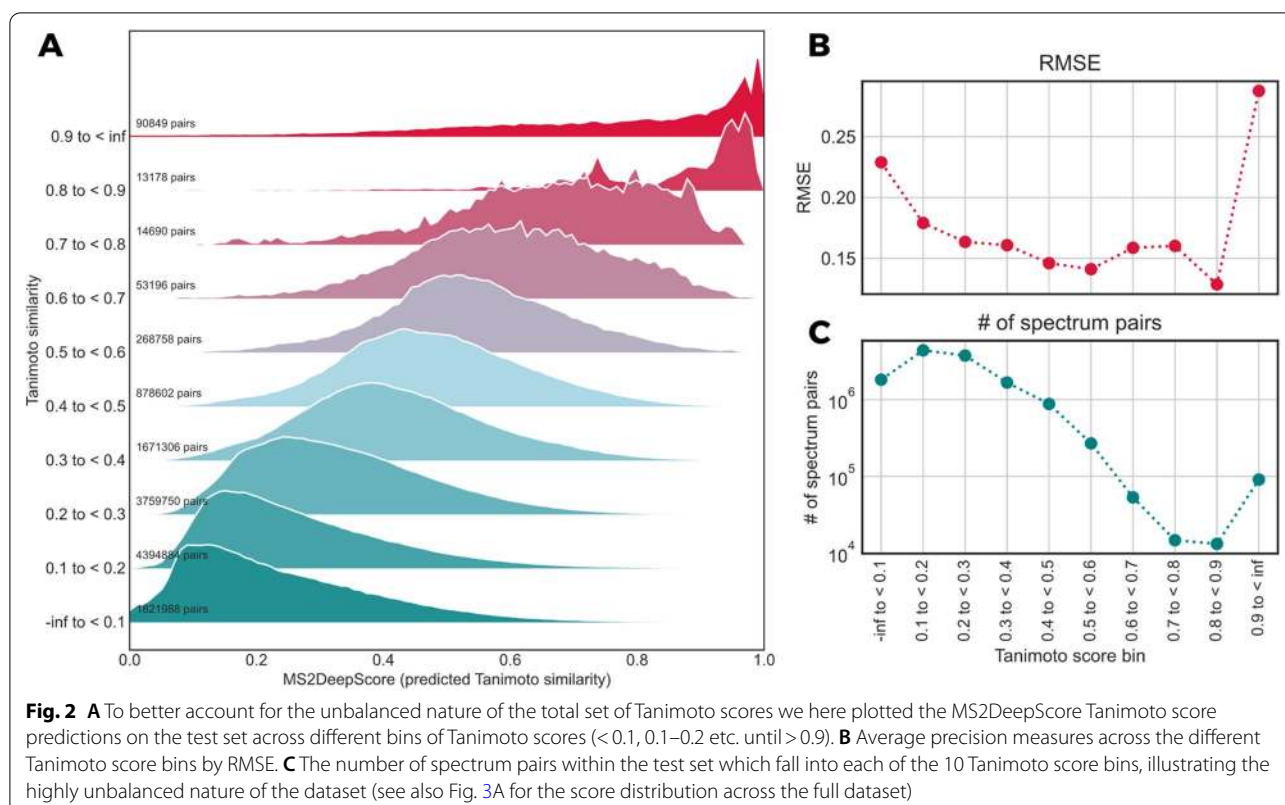 A
90849 pairs
0.9 to < inf
13178 pairs
0.8 to < 0.9
14690 pairs
0.7 to < 0.8
53196 pairs
0.6 to < 0.7
268758 pairs
0.5 to < 0.6
878602 pairs
0.4 to < 0.5
1671306 pairs
0.3 to < 0.4
3759750 pairs
0.2 to < 0.3
4394884 pairs
0.1 to < 0.2
1821988 pairs
-inf to < 0.1
Tanimoto similarity
0.0 0.2 0.4 0.6 0.8 1.0
MS2DeepScore (predicted Tanimoto similarity)
B
RMSE
0.25
0.20
0.15
RMSE
C
# of spectrum pairs
10⁶
10⁵
10⁴
# of spectrum pairs
-inf to < 0.1
0.1 to < 0.2
0.2 to < 0.3
0.3 to < 0.4
0.4 to < 0.5
0.5 to < 0.6
0.6 to < 0.7
0.7 to < 0.8
0.8 to < 0.9
0.9 to < inf
Tanimoto score bin
Fig. 2 A To better account for the unbalanced nature of the total set of Tanimoto scores we here plotted the MS2DeepScore Tanimoto score
predictions on the test set across different bins of Tanimoto scores (< 0.1, 0.1–0.2 etc. until > 0.9). B Average precision measures across the different
Tanimoto score bins by RMSE. C The number of spectrum pairs within the test set which fall into each of the 10 Tanimoto score bins, illustrating the
highly unbalanced nature of the dataset (see also Fig. 3A for the score distribution across the full dataset)